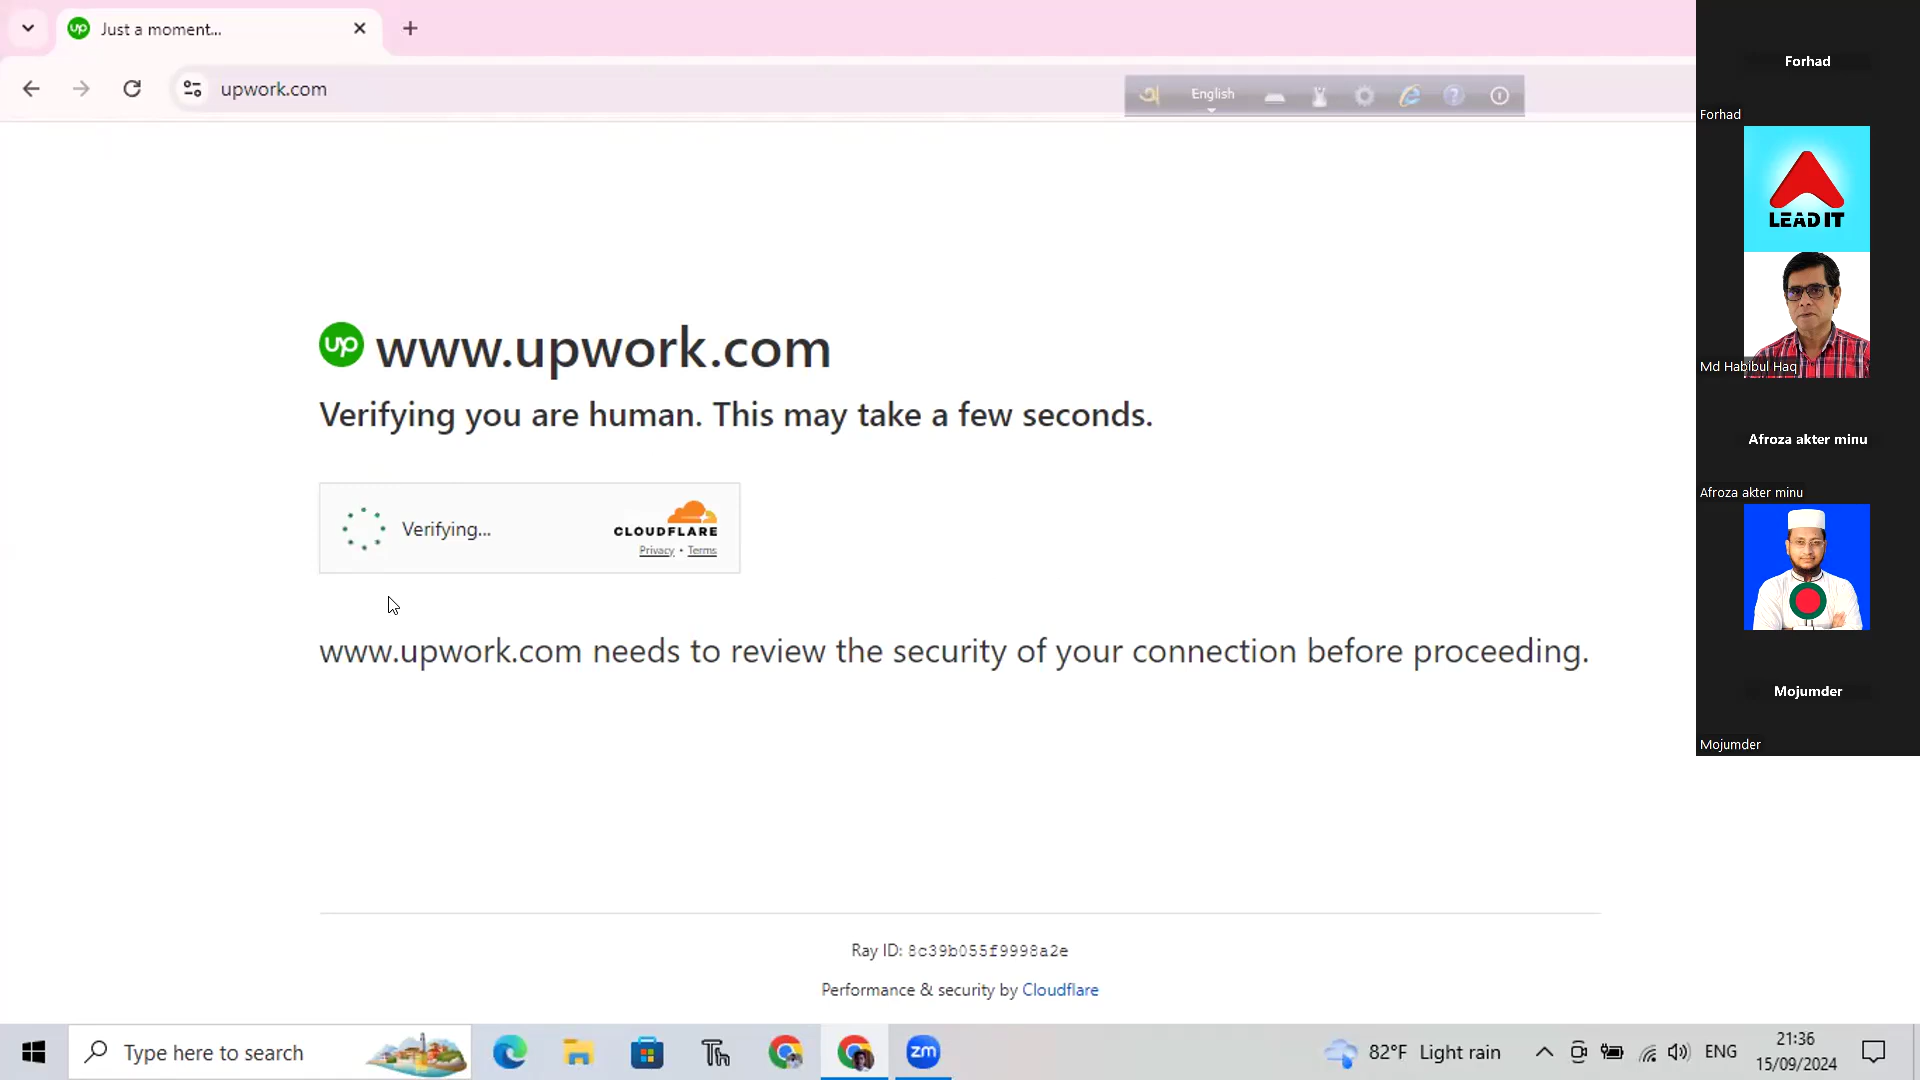 Just a moment...
upwork.com
অ
English
Forhad
Forhad
LEAD IT
Md Habibul Haq
Afroza akter minu
Afroza akter minu
Mojumder
Mojumder
up www.upwork.com
Verifying you are human. This may take a few seconds.
Verifying...
CLOUDFLARE
Privacy • Terms
www.upwork.com needs to review the security of your connection before proceeding.
Ray ID: 8c39b055f9998a2e
Performance & security by Cloudflare
Type here to search
zm
82°F Light rain
ENG
21:36
15/09/2024